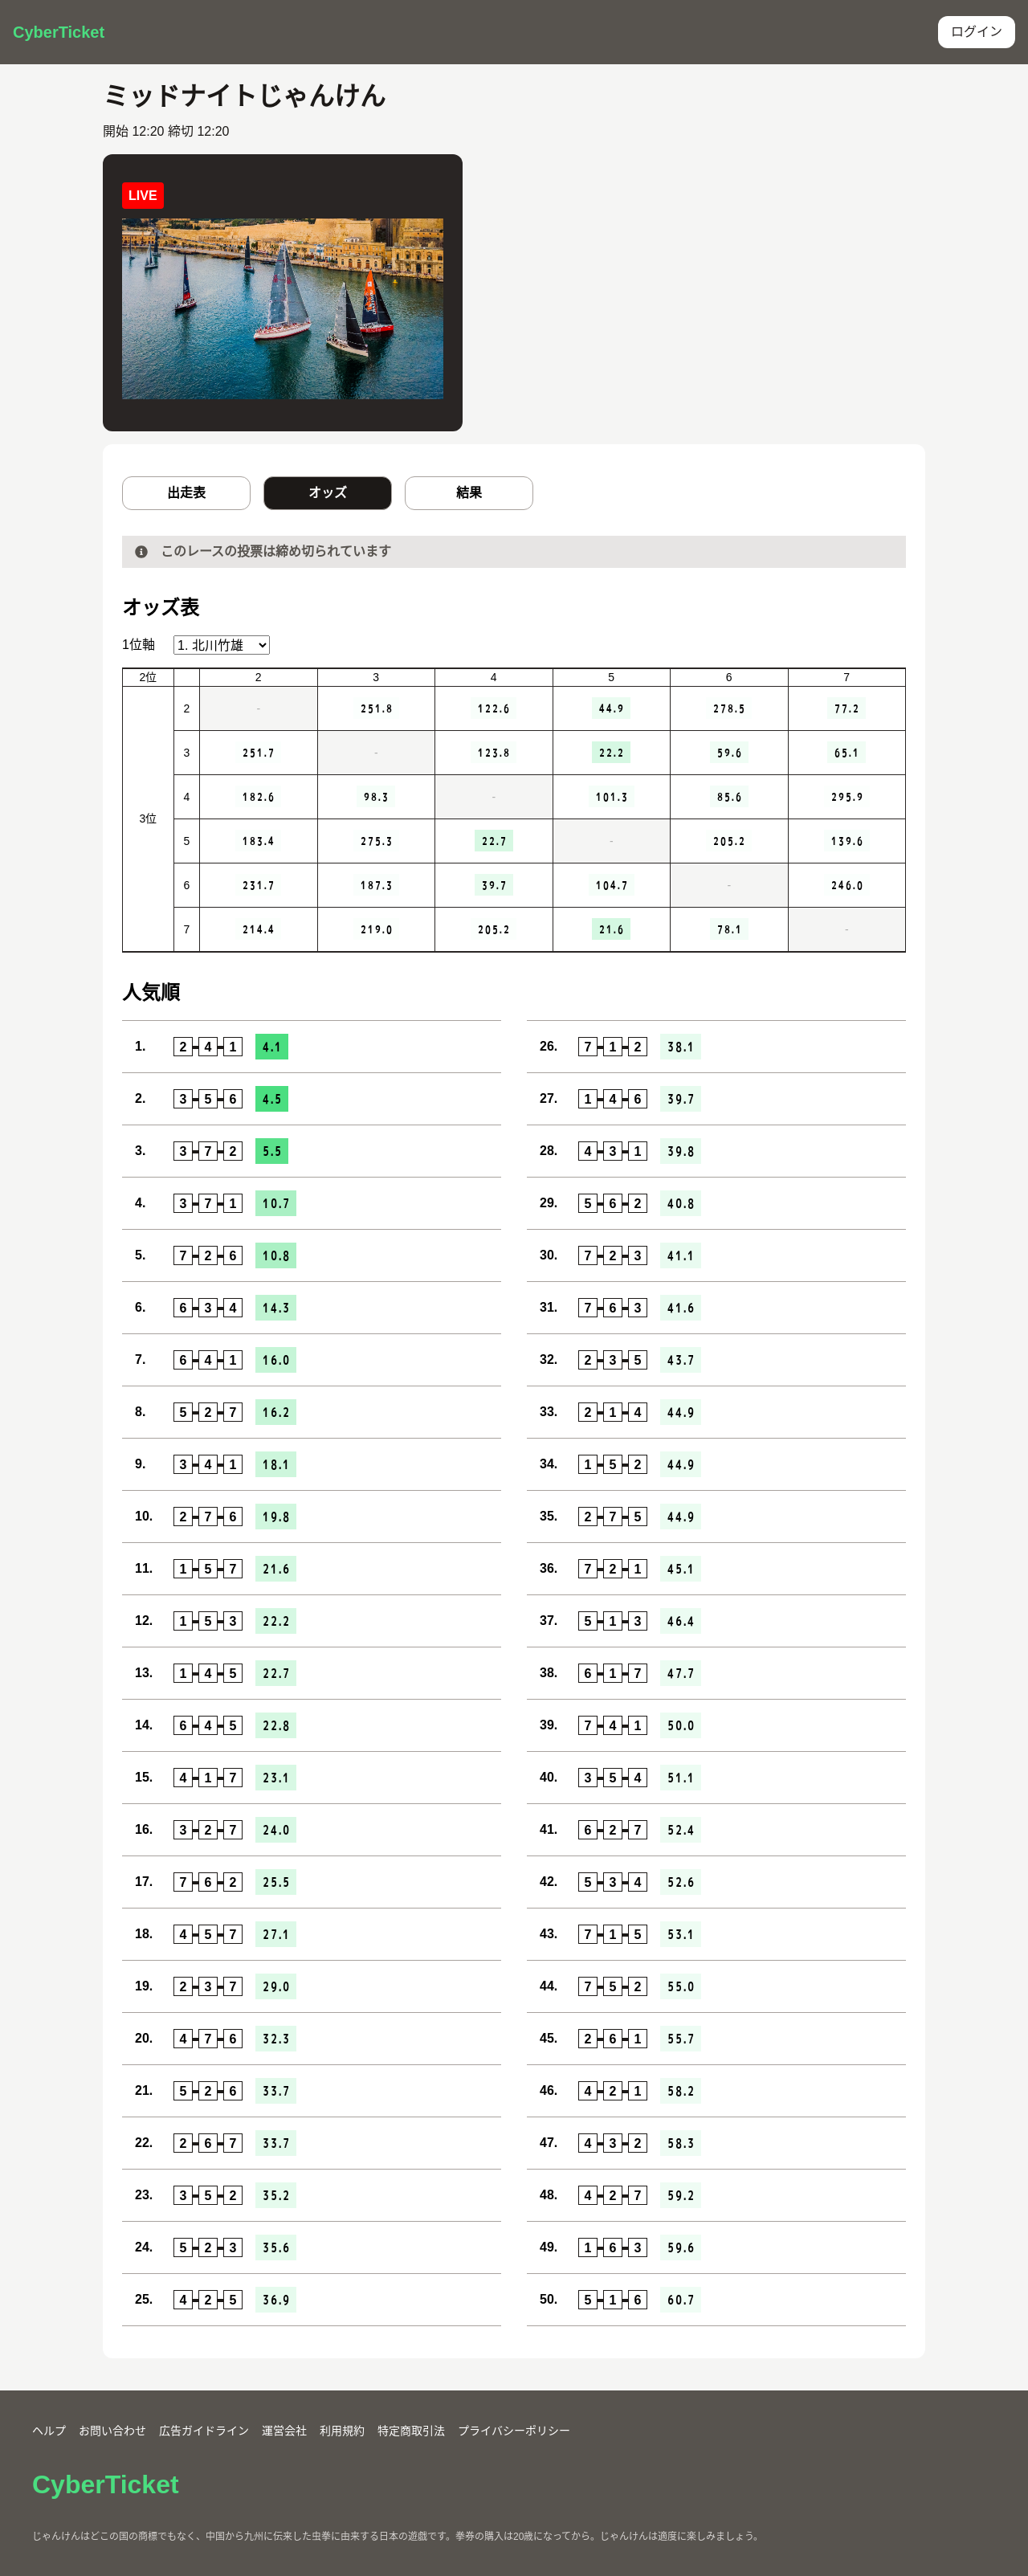 CyberTicket
ログイン
ミッドナイトじゃんけん
開始 12:20 締切 12:20
LIVE
出走表 オッズ 結果
このレースの投票は締め切られています
オッズ表
1位軸 1. 北川竹雄
2位 2 3 4 5 6 7
3位
2 - 251.8 122.6 44.9 278.5 77.2
3 251.7 - 123.8 22.2 59.6 65.1
4 182.6 98.3 - 101.3 85.6 295.9
5 183.4 275.3 22.7 - 205.2 139.6
6 231.7 187.3 39.7 104.7 - 246.0
7 214.4 219.0 205.2 21.6 78.1 -
人気順
1. 2-4-1 4.1
2. 3-5-6 4.5
3. 3-7-2 5.5
4. 3-7-1 10.7
5. 7-2-6 10.8
6. 6-3-4 14.3
7. 6-4-1 16.0
8. 5-2-7 16.2
9. 3-4-1 18.1
10. 2-7-6 19.8
11. 1-5-7 21.6
12. 1-5-3 22.2
13. 1-4-5 22.7
14. 6-4-5 22.8
15. 4-1-7 23.1
16. 3-2-7 24.0
17. 7-6-2 25.5
18. 4-5-7 27.1
19. 2-3-7 29.0
20. 4-7-6 32.3
21. 5-2-6 33.7
22. 2-6-7 33.7
23. 3-5-2 35.2
24. 5-2-3 35.6
25. 4-2-5 36.9
26. 7-1-2 38.1
27. 1-4-6 39.7
28. 4-3-1 39.8
29. 5-6-2 40.8
30. 7-2-3 41.1
31. 7-6-3 41.6
32. 2-3-5 43.7
33. 2-1-4 44.9
34. 1-5-2 44.9
35. 2-7-5 44.9
36. 7-2-1 45.1
37. 5-1-3 46.4
38. 6-1-7 47.7
39. 7-4-1 50.0
40. 3-5-4 51.1
41. 6-2-7 52.4
42. 5-3-4 52.6
43. 7-1-5 53.1
44. 7-5-2 55.0
45. 2-6-1 55.7
46. 4-2-1 58.2
47. 4-3-2 58.3
48. 4-2-7 59.2
49. 1-6-3 59.6
50. 5-1-6 60.7
ヘルプ お問い合わせ 広告ガイドライン 運営会社 利用規約 特定商取引法 プライバシーポリシー
CyberTicket
じゃんけんはどこの国の商標でもなく、中国から九州に伝来した虫拳に由来する日本の遊戯です。拳券の購入は20歳になってから。じゃんけんは適度に楽しみましょう。